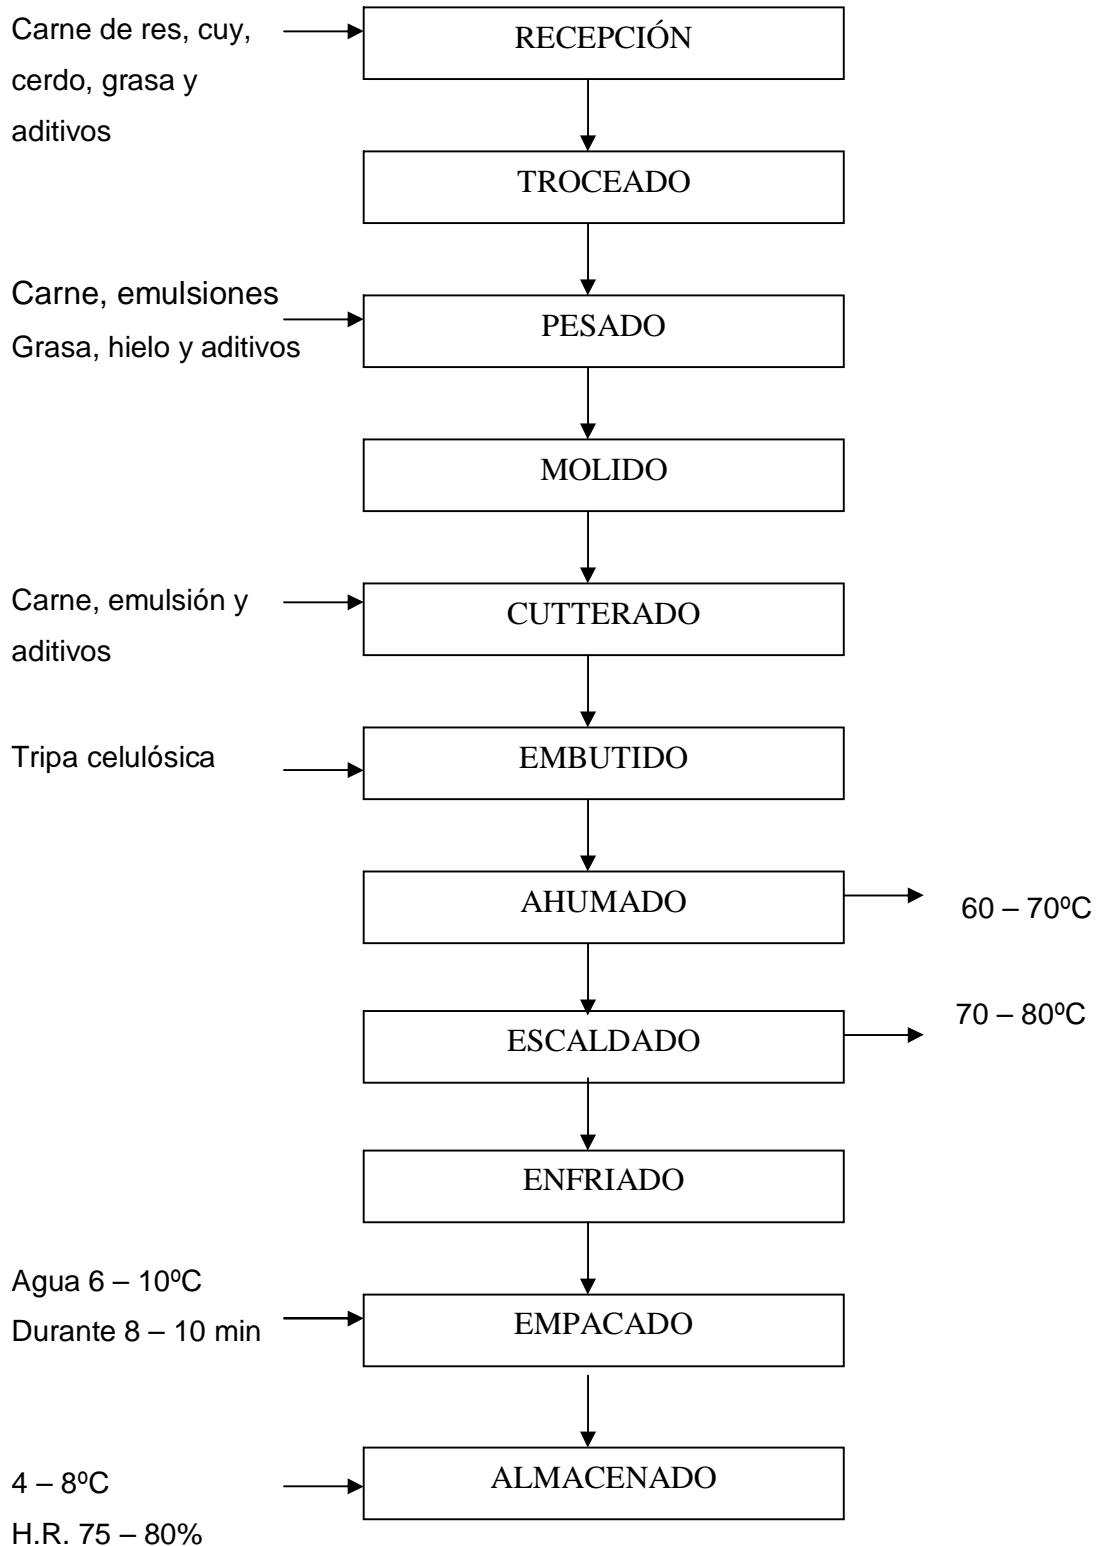 Carne de res, cuy,
cerdo, grasa y
aditivos
RECEPCIÓN
TROCEADO
Carne, emulsiones
Grasa, hielo y aditivos
PESADO
MOLIDO
Carne, emulsión y
aditivos
CUTTERADO
Tripa celulósica
EMBUTIDO
AHUMADO
60 – 70ºC
ESCALDADO
70 – 80ºC
ENFRIADO
Agua 6 – 10ºC
Durante 8 – 10 min
EMPACADO
4 – 8ºC
H.R. 75 – 80%
ALMACENADO